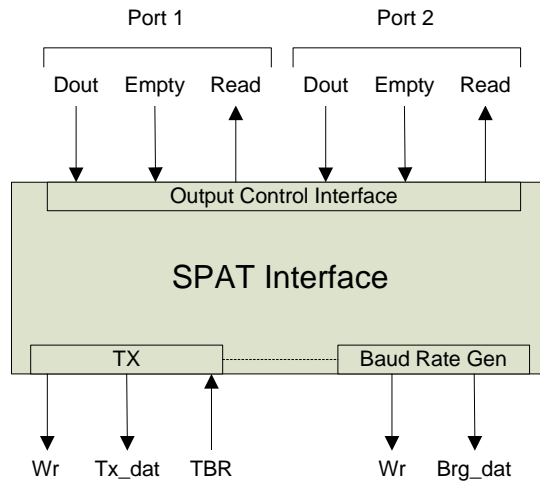 Port 1 Port 2
Dout Empty Read Dout Empty Read
Output Control Interface
SPAT Interface
TX Baud Rate Gen
Wr Tx_dat TBR Wr Brg_dat